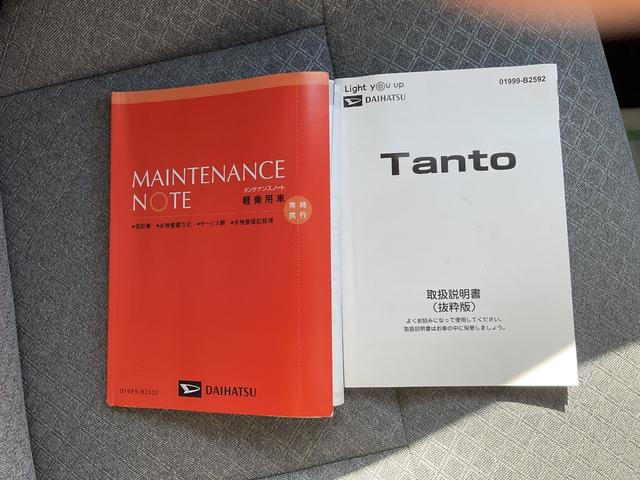 MAINTENANCE
NOTE
メンテナンスノート
軽乗用車
常時
携行
●保証書 ●点検整備方式 ●サービス網 ●点検整備記録簿
01989-B2032
DAIHATSU
Light you up
DAIHATSU
01999-B2592
Tanto
取扱説明書
（抜粋版）
よくお読みになって使用してください。
取扱説明書はお車の中に保管しましょう。